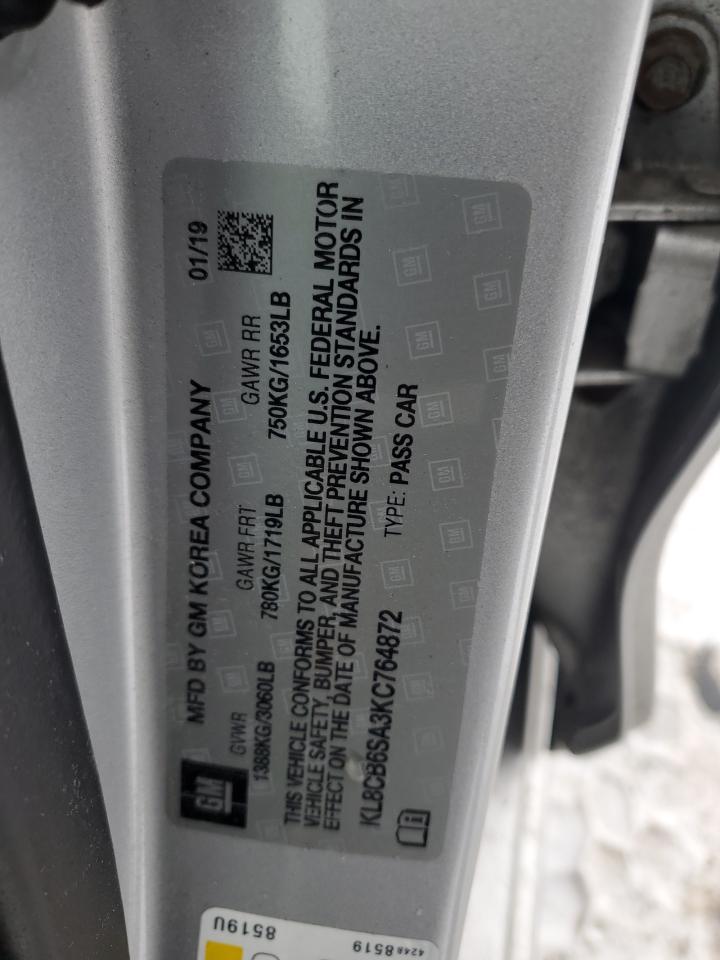 GM
MFD BY GM KOREA COMPANY 01/19
GVWR GAWR FRT GAWR RR
1388KG/3060LB 780KG/1719LB 750KG/1653LB
THIS VEHICLE CONFORMS TO ALL APPLICABLE U.S. FEDERAL MOTOR
VEHICLE SAFETY, BUMPER, AND THEFT PREVENTION STANDARDS IN
EFFECT ON THE DATE OF MANUFACTURE SHOWN ABOVE.
KL8CB6SA3KC764872 TYPE: PASS CAR
8519U
42488519